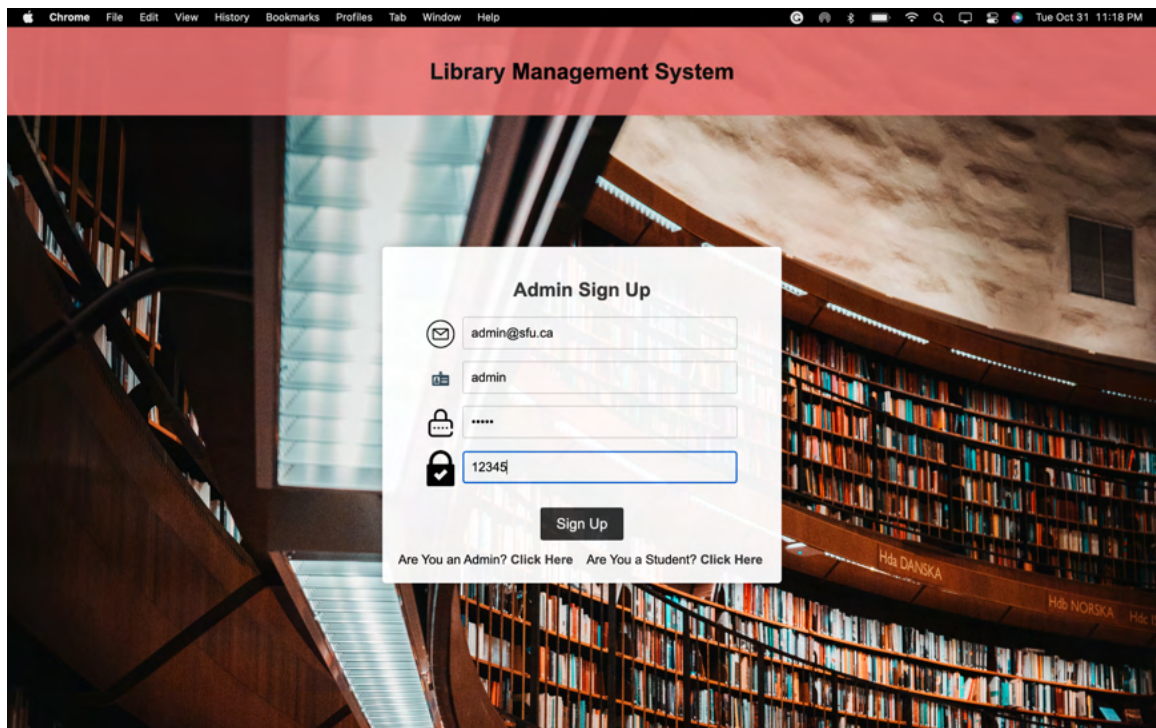 Chrome File Edit View History Bookmarks Profiles Tab Window Help Tue Oct 31 11:18 PM
Library Management System
Admin Sign Up
admin@sfu.ca
admin
•••••
12345
Sign Up
Are You an Admin? Click Here Are You a Student? Click Here
Hda DANSKA
Hdb NORSKA
Hdc